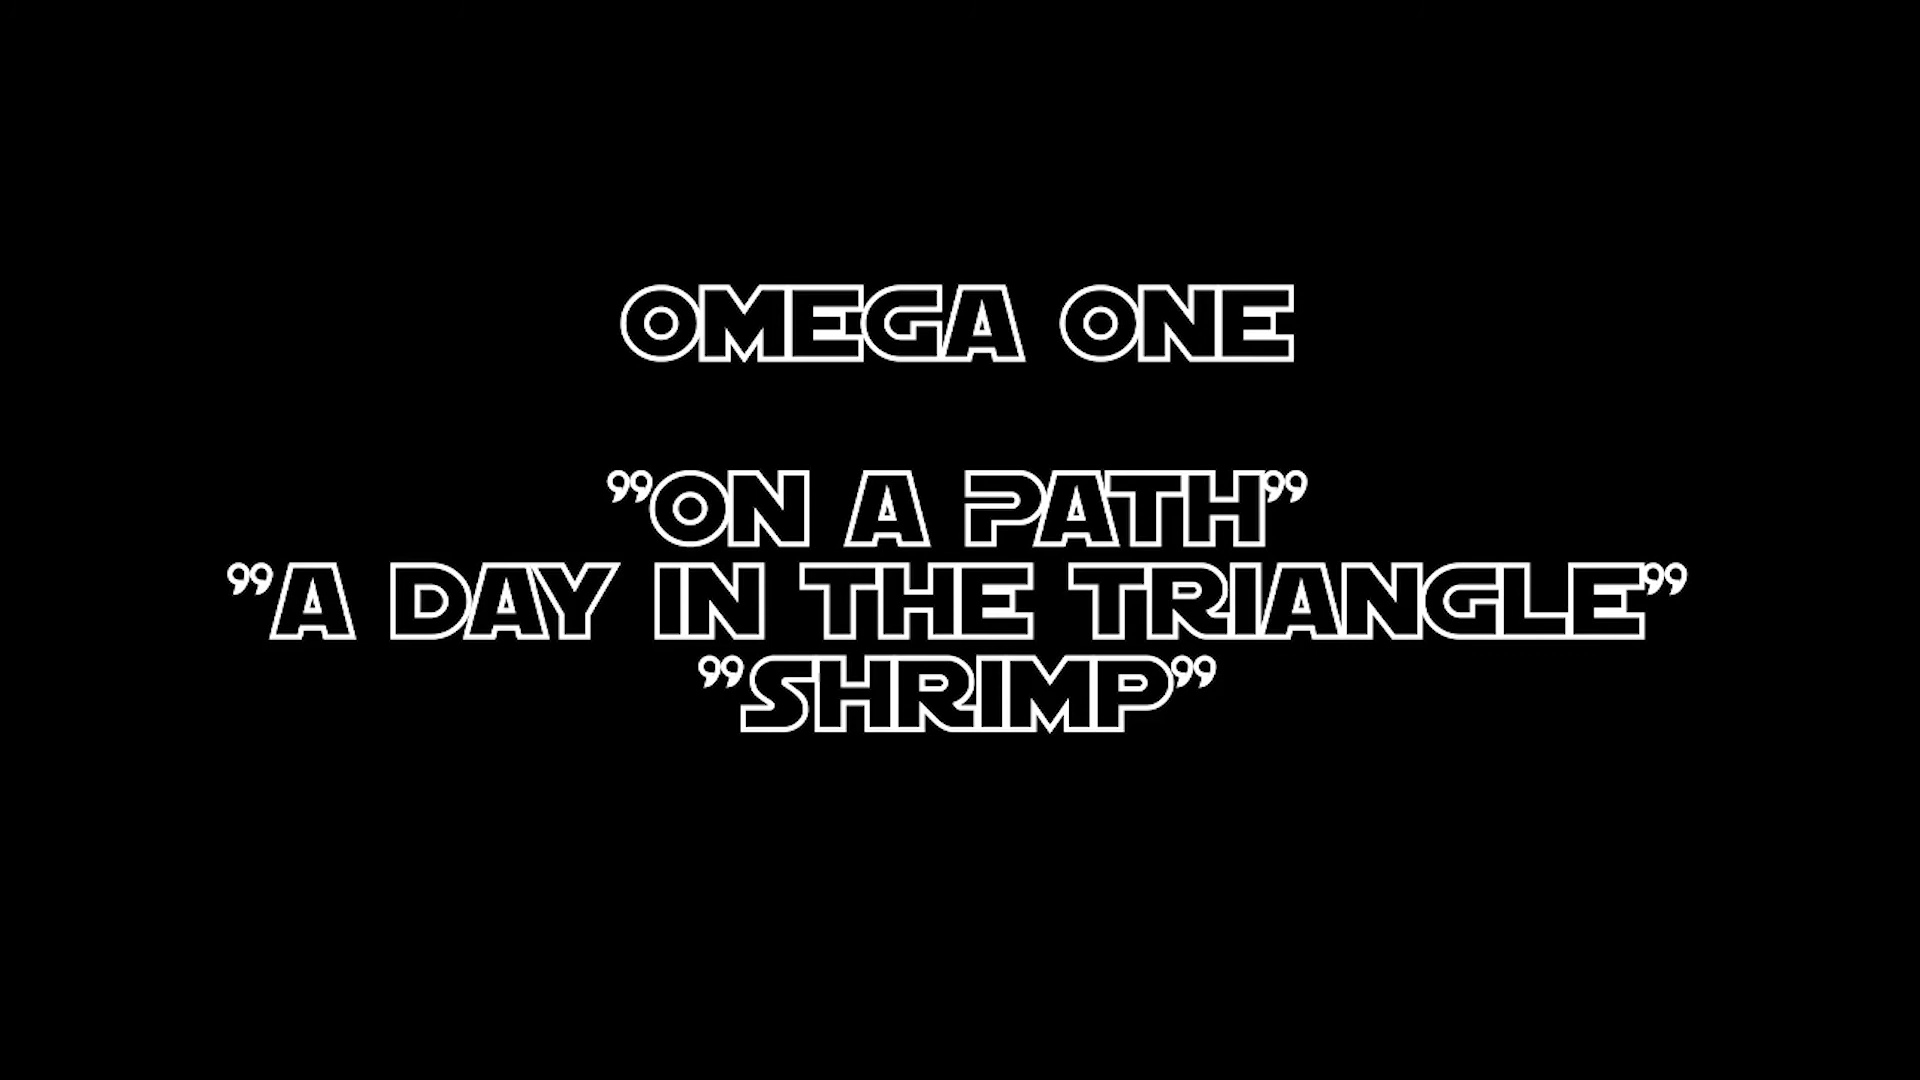 OMEGA ONE
”ON A PATH”
”A DAY IN THE TRIANGLE”
”SHRIMP”